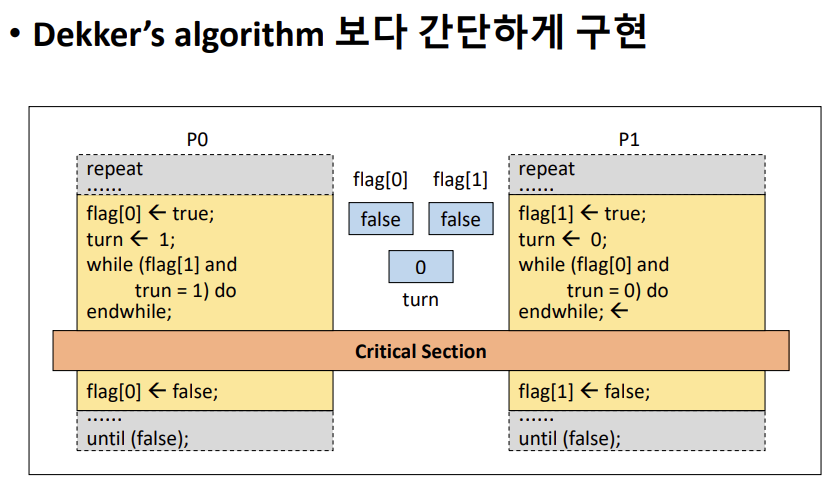 • Dekker's algorithm 보다 간단하게 구현
P0
repeat
......
flag[0] ← true;
turn ← 1;
while (flag[1] and
trun = 1) do
endwhile;
flag[0] flag[1]
false false
0
turn
P1
repeat
......
flag[1] ← true;
turn ← 0;
while (flag[0] and
trun = 0) do
endwhile; ←
Critical Section
flag[0] ← false;
......
until (false);
flag[1] ← false;
......
until (false);